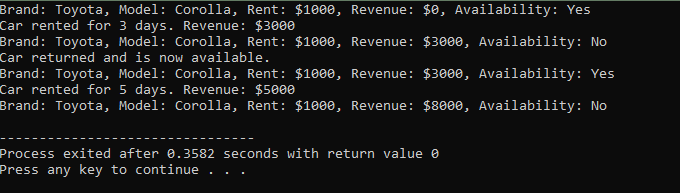 Brand: Toyota, Model: Corolla, Rent: $1000, Revenue: $0, Availability: Yes
Car rented for 3 days. Revenue: $3000
Brand: Toyota, Model: Corolla, Rent: $1000, Revenue: $3000, Availability: No
Car returned and is now available.
Brand: Toyota, Model: Corolla, Rent: $1000, Revenue: $3000, Availability: Yes
Car rented for 5 days. Revenue: $5000
Brand: Toyota, Model: Corolla, Rent: $1000, Revenue: $8000, Availability: No
--------------------------------
Process exited after 0.3582 seconds with return value 0
Press any key to continue . . .